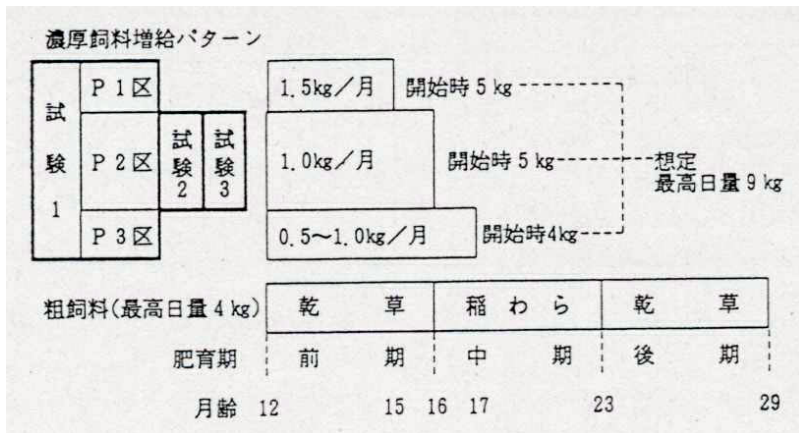 濃厚飼料増給パターン
試験1
P1区 1.5kg／月 開始時5kg
P2区 試験2 試験3 1.0kg／月 開始時5kg 想定
最高日量9kg
P3区 0.5〜1.0kg／月 開始時4kg
粗飼料(最高日量4kg) 乾草 稲わら 乾草
肥育期 前期 中期 後期
月齢 12 15 16 17 23 29